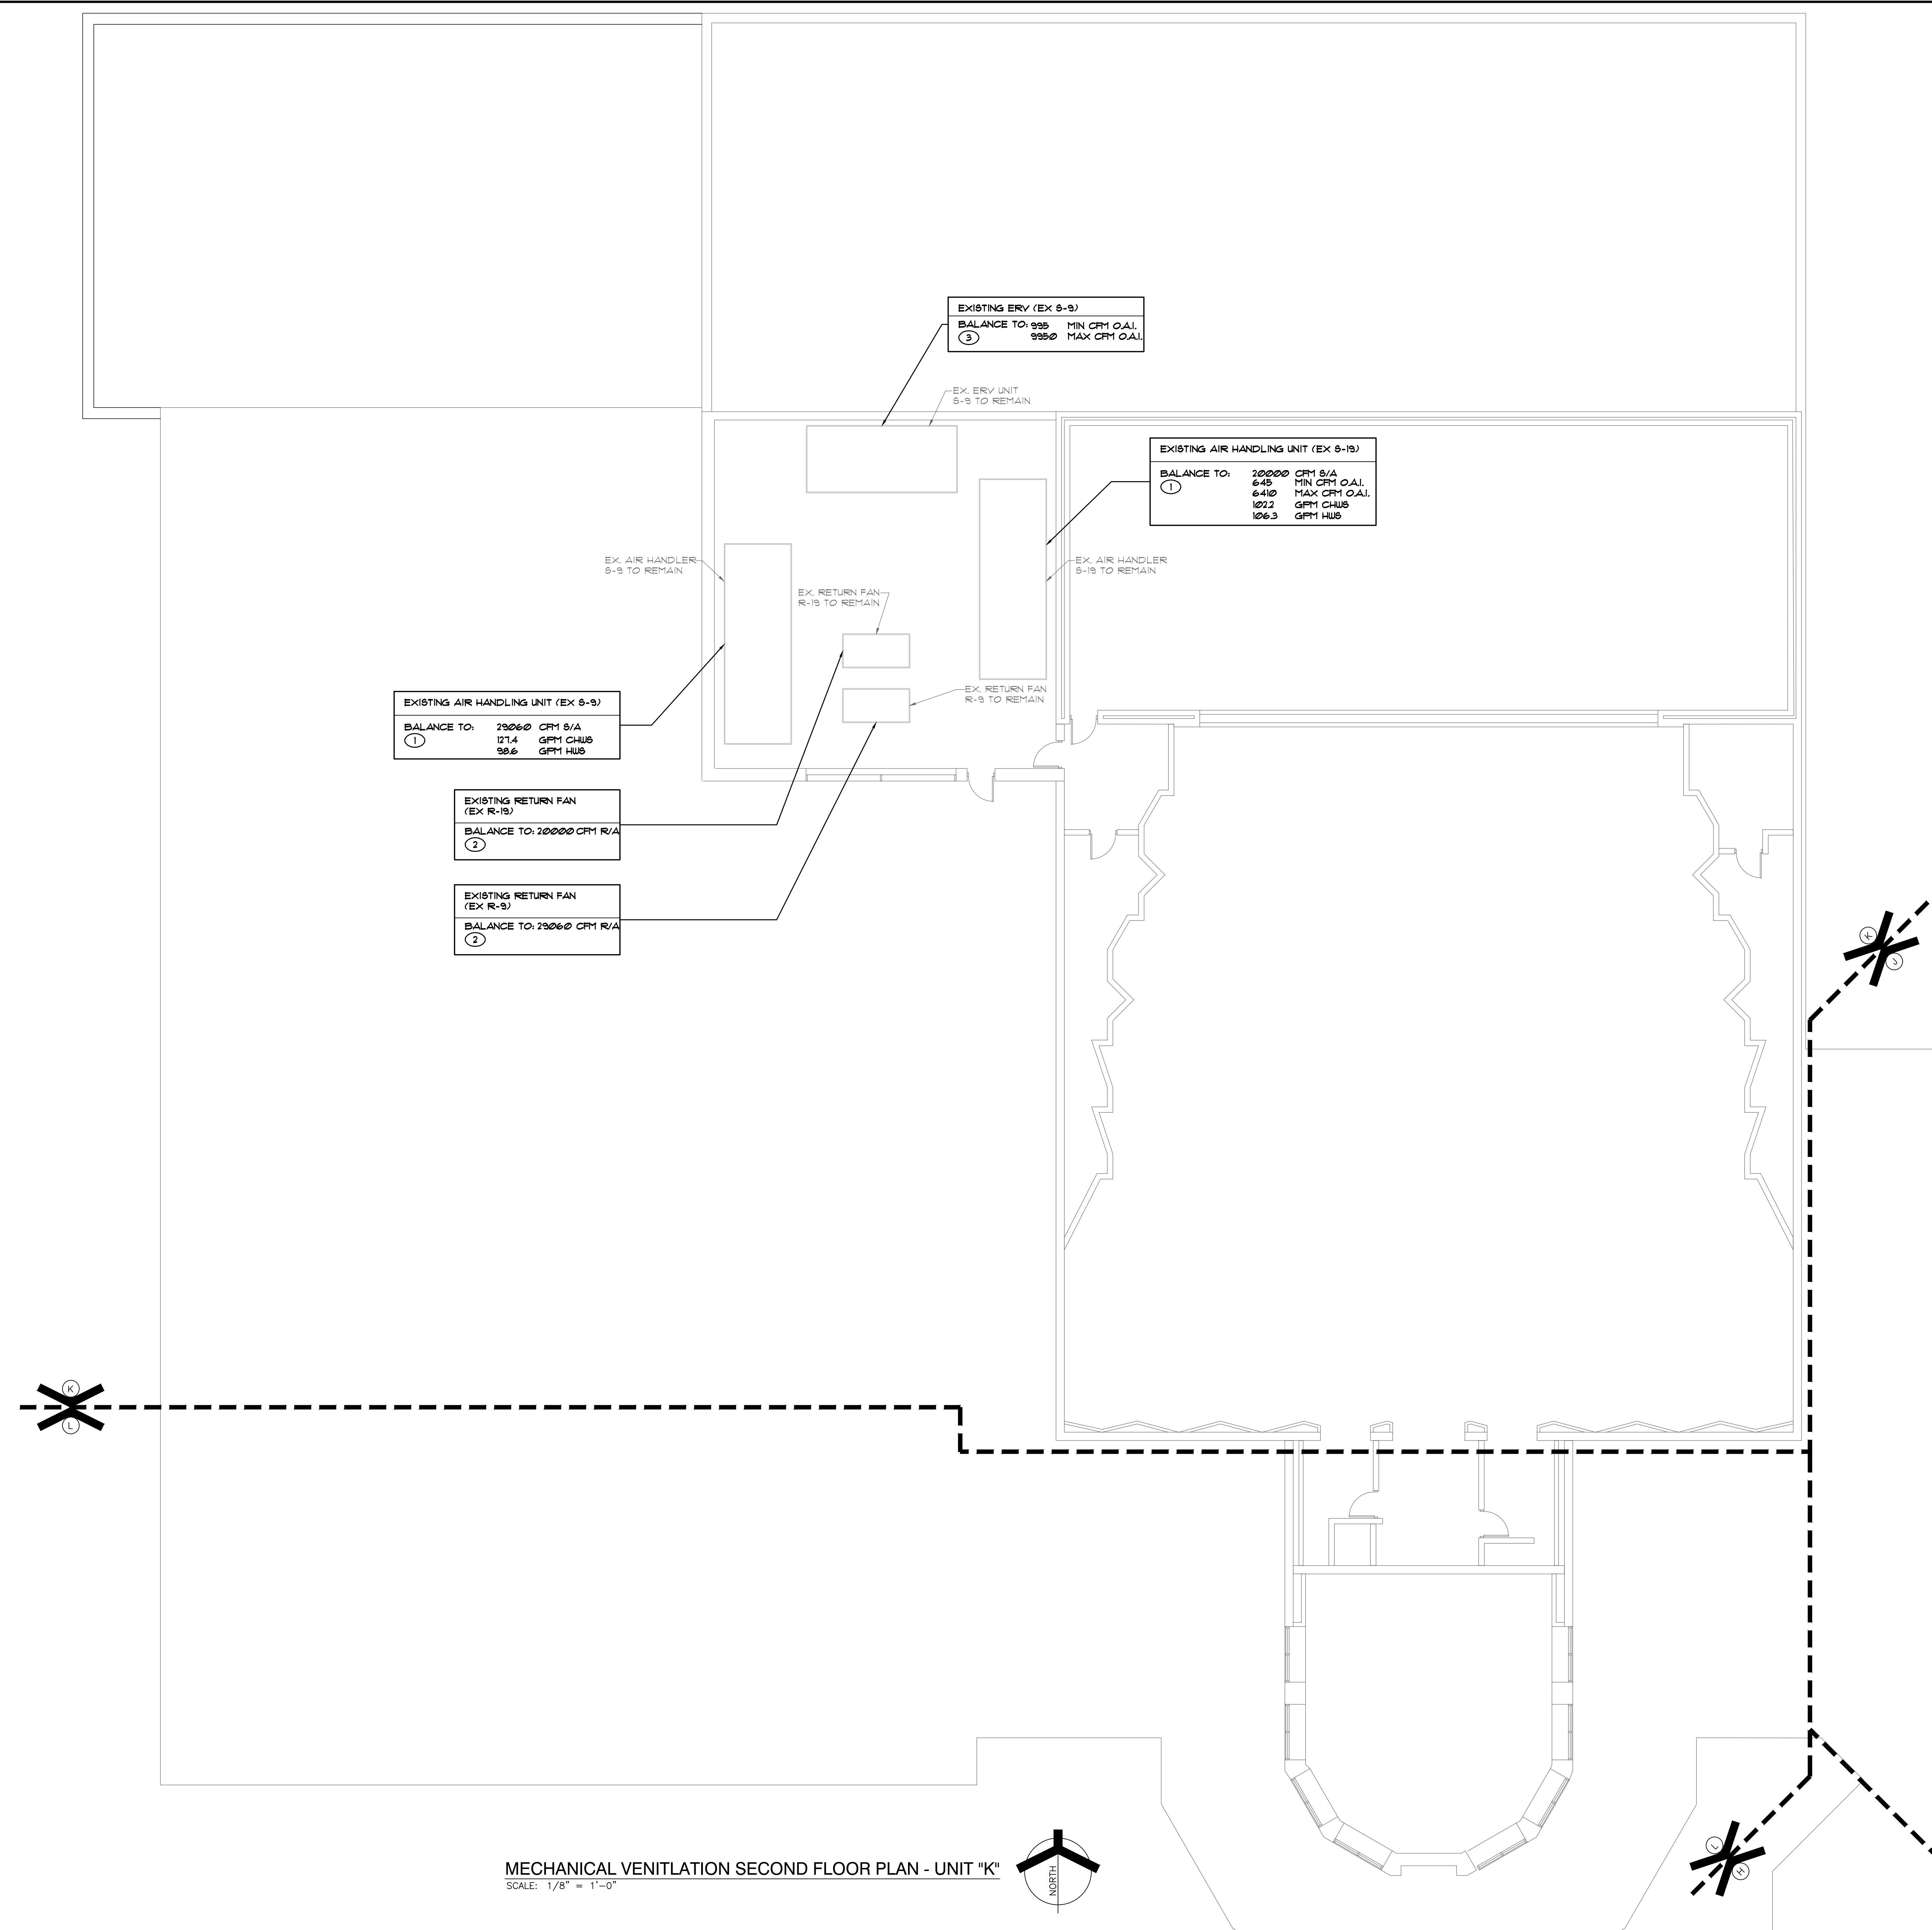 EXISTING ERV (EX S-9)
BALANCE TO: 995 MIN CFM O.A.I.
3 9950 MAX CFM O.A.I.
EX. ERV UNIT
S-9 TO REMAIN
EXISTING AIR HANDLING UNIT (EX S-19)
BALANCE TO: 20000 CFM S/A
1 645 MIN CFM O.A.I.
6410 MAX CFM O.A.I.
102.2 GPM CHWS
106.3 GPM HWS
EX. AIR HANDLER
S-9 TO REMAIN
EX. AIR HANDLER
S-19 TO REMAIN
EX. RETURN FAN
R-19 TO REMAIN
EX. RETURN FAN
R-9 TO REMAIN
EXISTING AIR HANDLING UNIT (EX S-9)
BALANCE TO: 29060 CFM S/A
1 127.4 GPM CHWS
98.6 GPM HWS
EXISTING RETURN FAN
(EX R-19)
BALANCE TO: 20000 CFM R/A
2
EXISTING RETURN FAN
(EX R-9)
BALANCE TO: 29060 CFM R/A
2
K
J
K
L
L
H
MECHANICAL VENITLATION SECOND FLOOR PLAN - UNIT "K"
SCALE: 1/8" = 1'-0"
NORTH